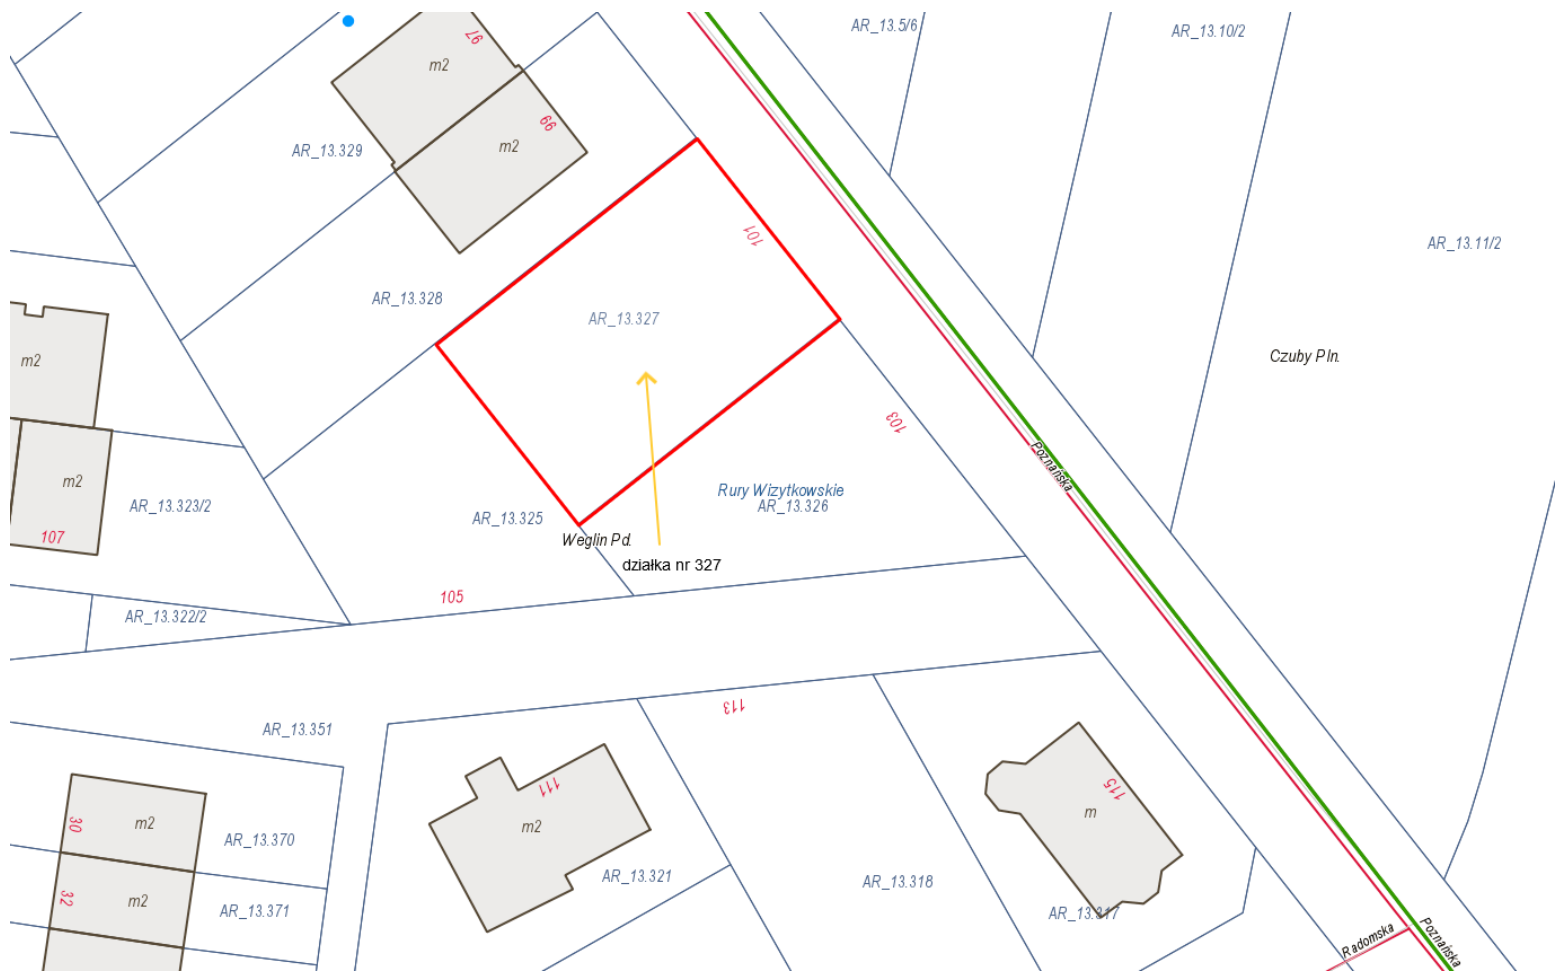 AR_13.5/6
AR_13.10/2
97
m2
99
m2
AR_13.329
101
AR_13.11/2
AR_13.328
AR_13.327
m2
Czuby Płn.
103
Poznańska
m2
AR_13.323/2
107
AR_13.325
Rury Wizytkowskie
AR_13.326
Węglin Pd.
działka nr 327
105
AR_13.322/2
113
AR_13.351
111
115
30
m2
m2
m
AR_13.370
32
m2
AR_13.371
AR_13.321
AR_13.318
AR_13.317
Radomska
Poznańska